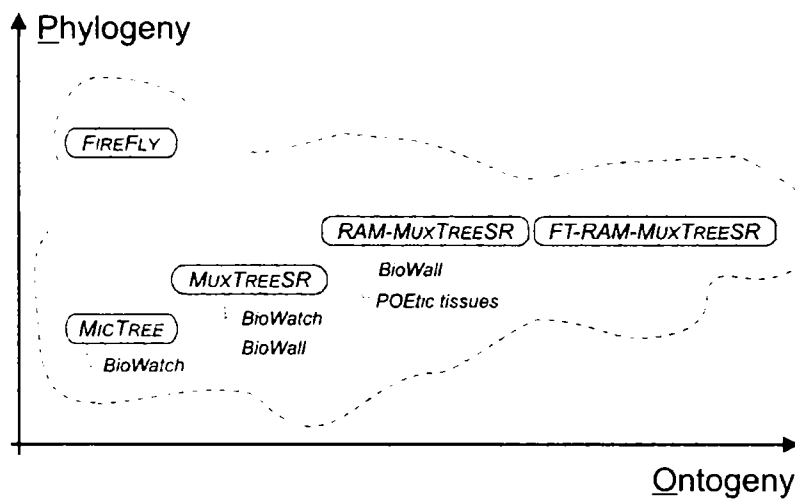 Phylogeny
FIREFLY
RAM-MUXTREESR FT-RAM-MUXTREESR
BioWall
MUXTREESR
POEtic tissues
BioWatch
MICTREE
BioWall
BioWatch
Ontogeny